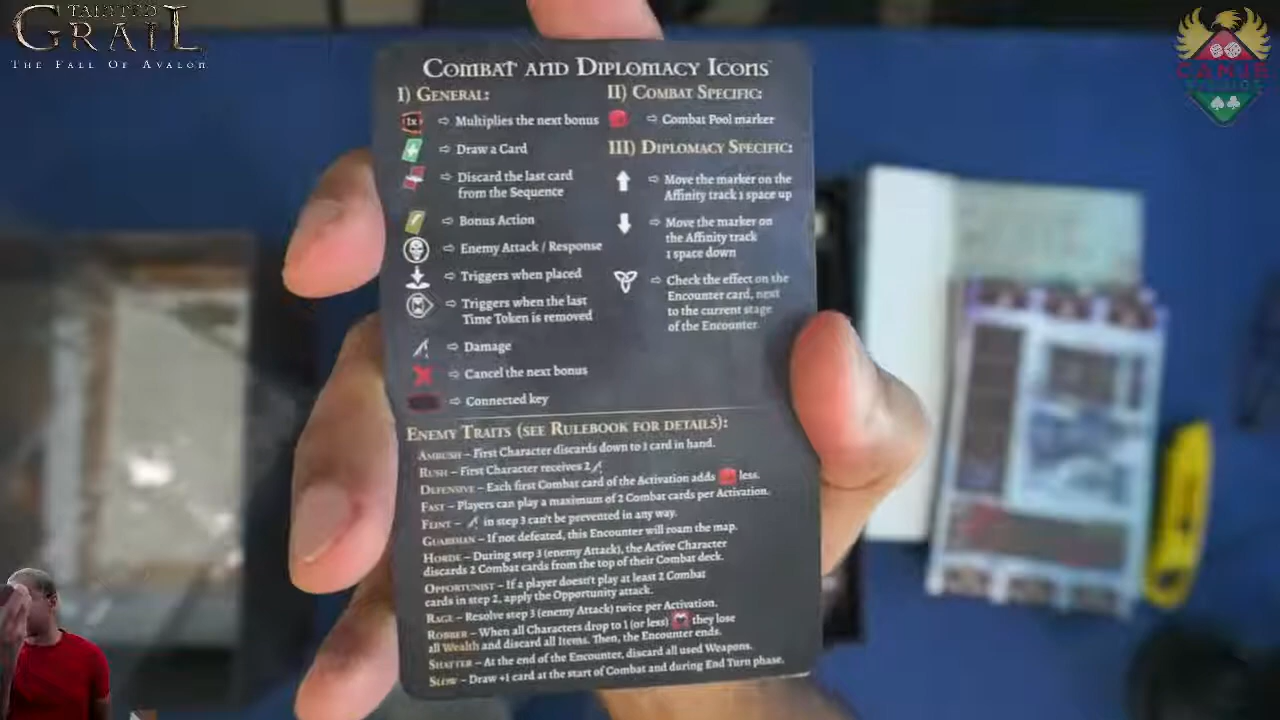 TAINTED
GRAIL
THE FALL OF AVALON
CANJE
COMBAT AND DIPLOMACY ICONS
I) GENERAL:
1x ⇨ Multiplies the next bonus
⇨ Draw a Card
⇨ Discard the last card
from the Sequence
⇨ Bonus Action
⇨ Enemy Attack / Response
⇨ Triggers when placed
⇨ Triggers when the last
Time Token is removed
⇨ Damage
⇨ Cancel the next bonus
⇨ Connected key
II) COMBAT SPECIFIC:
⇨ Combat Pool marker
III) DIPLOMACY SPECIFIC:
⇨ Move the marker on the
Affinity track 1 space up
⇨ Move the marker on
the Affinity track
1 space down
⇨ Check the effect on the
Encounter card, next
to the current stage
of the Encounter.
ENEMY TRAITS (SEE RULEBOOK FOR DETAILS):
AMBUSH – First Character discards down to 1 card in hand.
RUSH – First Character receives 2
DEFENSIVE – Each first Combat card of the Activation adds less.
FAST – Players can play a maximum of 2 Combat cards per Activation.
FEINT – in step 3 can't be prevented in any way.
GUARDIAN – If not defeated, this Encounter will roam the map.
HORDE – During step 3 (enemy Attack), the Active Character
discards 2 Combat cards from the top of their Combat deck.
OPPORTUNIST – If a player doesn't play at least 2 Combat
cards in step 2, apply the Opportunity attack.
RAGE – Resolve step 3 (enemy Attack) twice per Activation.
ROBBER – When all Characters drop to 1 (or less) they lose
all Wealth and discard all Items. Then, the Encounter ends.
SHATTER – At the end of the Encounter, discard all used Weapons.
SLOW – Draw +1 card at the start of Combat and during End Turn phase.